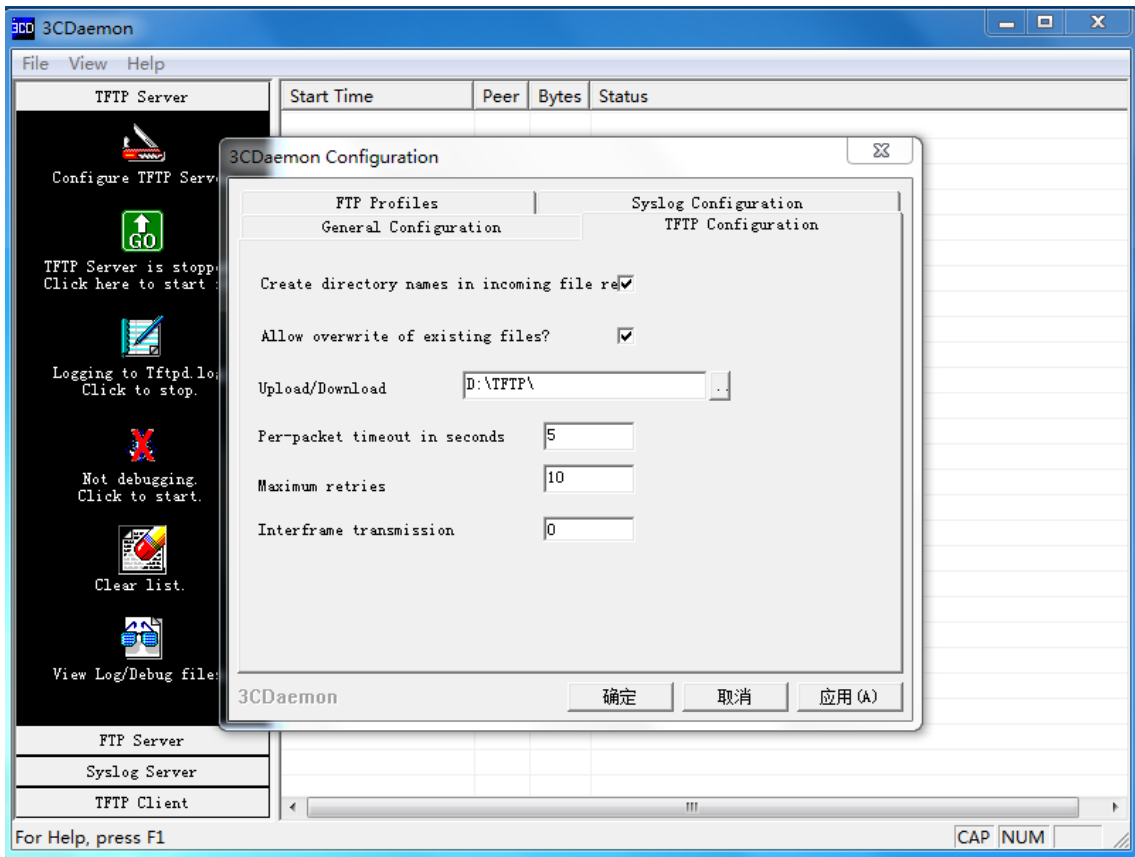 3CD 3CDaemon
File View Help
TFTP Server
Start Time Peer Bytes Status
Configure TFTP Serv
GO
TFTP Server is stopp
Click here to start
Logging to Tftpd.lo
Click to stop.
Not debugging.
Click to start.
Clear list.
View Log/Debug file
FTP Server
Syslog Server
TFTP Client
3CDaemon Configuration
FTP Profiles Syslog Configuration
General Configuration TFTP Configuration
Create directory names in incoming file re
Allow overwrite of existing files?
Upload/Download D:\TFTP\ ..
Per-packet timeout in seconds 5
Maximum retries 10
Interframe transmission 0
3CDaemon 确定 取消 应用(A)
For Help, press F1 CAP NUM